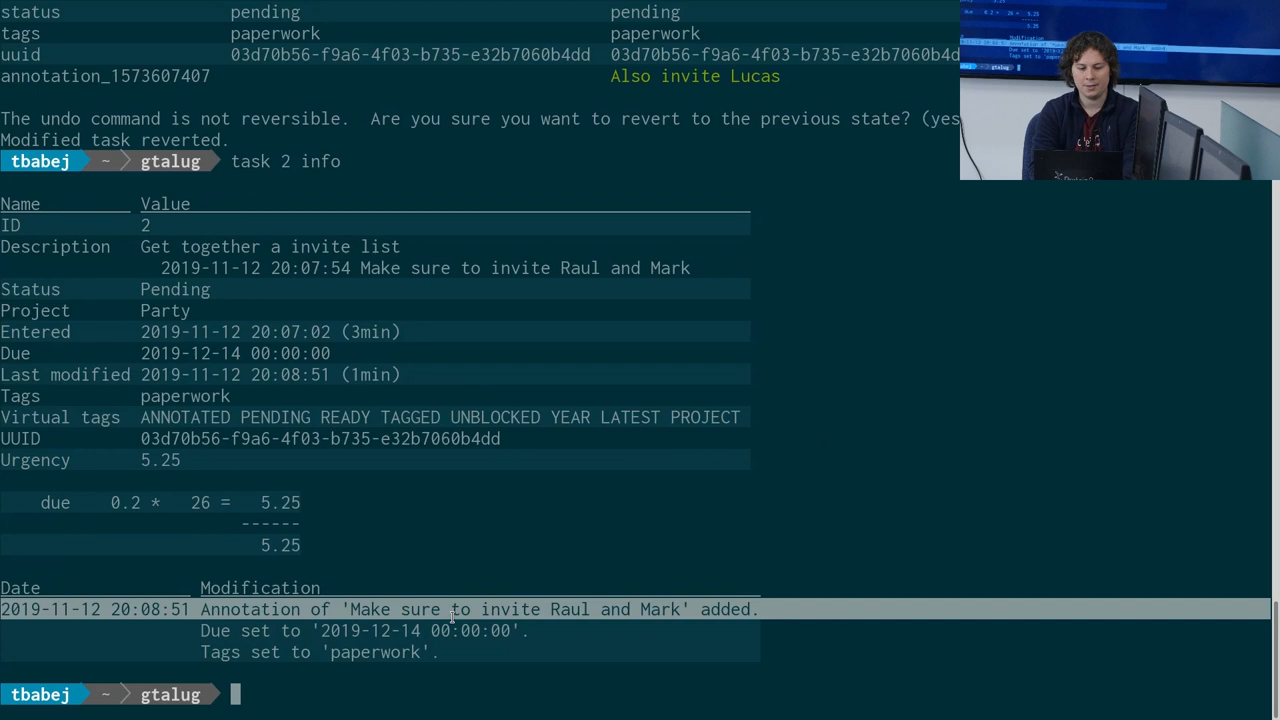 status pending pending
tags paperwork paperwork
uuid 03d70b56-f9a6-4f03-b735-e32b7060b4dd 03d70b56-f9a6-4f03-b735-e32b7060b4dd
annotation_1573607407 Also invite Lucas
The undo command is not reversible.  Are you sure you want to revert to the previous state? (yes
Modified task reverted.
tbabej ~ gtalug task 2 info
Name Value
ID 2
Description Get together a invite list
2019-11-12 20:07:54 Make sure to invite Raul and Mark
Status Pending
Project Party
Entered 2019-11-12 20:07:02 (3min)
Due 2019-12-14 00:00:00
Last modified 2019-11-12 20:08:51 (1min)
Tags paperwork
Virtual tags ANNOTATED PENDING READY TAGGED UNBLOCKED YEAR LATEST PROJECT
UUID 03d70b56-f9a6-4f03-b735-e32b7060b4dd
Urgency 5.25
due 0.2 * 26 = 5.25
------
5.25
Date Modification
2019-11-12 20:08:51 Annotation of 'Make sure to invite Raul and Mark' added.
Due set to '2019-12-14 00:00:00'.
Tags set to 'paperwork'.
tbabej ~ gtalug